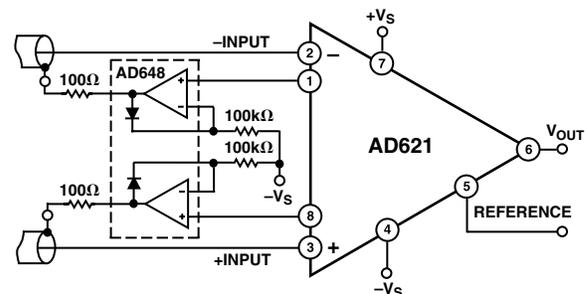 +VS
–INPUT
2
–
7
100Ω
AD648
+
1
–
100kΩ
AD621
VOUT
6
100kΩ
100Ω
–
–VS
5
+
8
REFERENCE
4
3
+
+INPUT
–VS